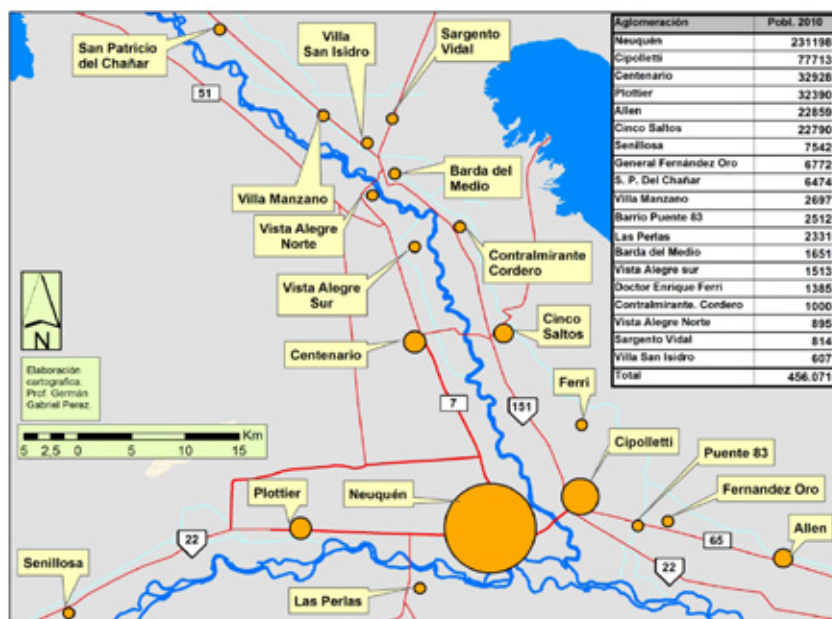 San Patricio
del Chañar
Villa
San Isidro
Sargento
Vidal
51
Villa Manzano
Barda del
Medio
Vista Alegre
Norte
Contralmirante
Cordero
Vista Alegre
Sur
N
Centenario
Cinco
Saltos
Elaboración
cartografica:
Prof. Germán
Gabriel Perez.
7
151
Ferri
Km
5 2,5 0 5 10 15
Cipolletti
Puente 83
Plottier
Neuquén
Fernandez Oro
22
65
Allen
Senillosa
22
Las Perlas
Aglomeración Pobl. 2010
Neuquén 231198
Cipolletti 77713
Centenario 32928
Plottier 32390
Allen 22859
Cinco Saltos 22790
Senillosa 7542
General Fernández Oro 6772
S. P. Del Chañar 6474
Villa Manzano 2697
Barrio Puente 83 2512
Las Perlas 2331
Barda del Medio 1651
Vista Alegre sur 1513
Doctor Enrique Ferri 1385
Contralmirante. Cordero 1000
Vista Alegre Norte 895
Sargento Vidal 814
Villa San Isidro 607
Total 456.071